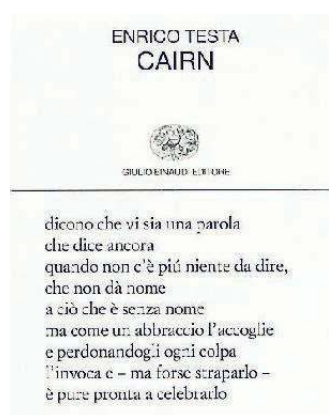 ENRICO TESTA
CAIRN
GIULIO EINAUDI EDITORE
dicono che vi sia una parola
che dice ancora
quando non c'è piú niente da dire,
che non dà nome
a ciò che è senza nome
ma come un abbraccio l'accoglie
e perdonandogli ogni colpa
l'invoca e – ma forse straparlo –
è pure pronta a celebrarlo